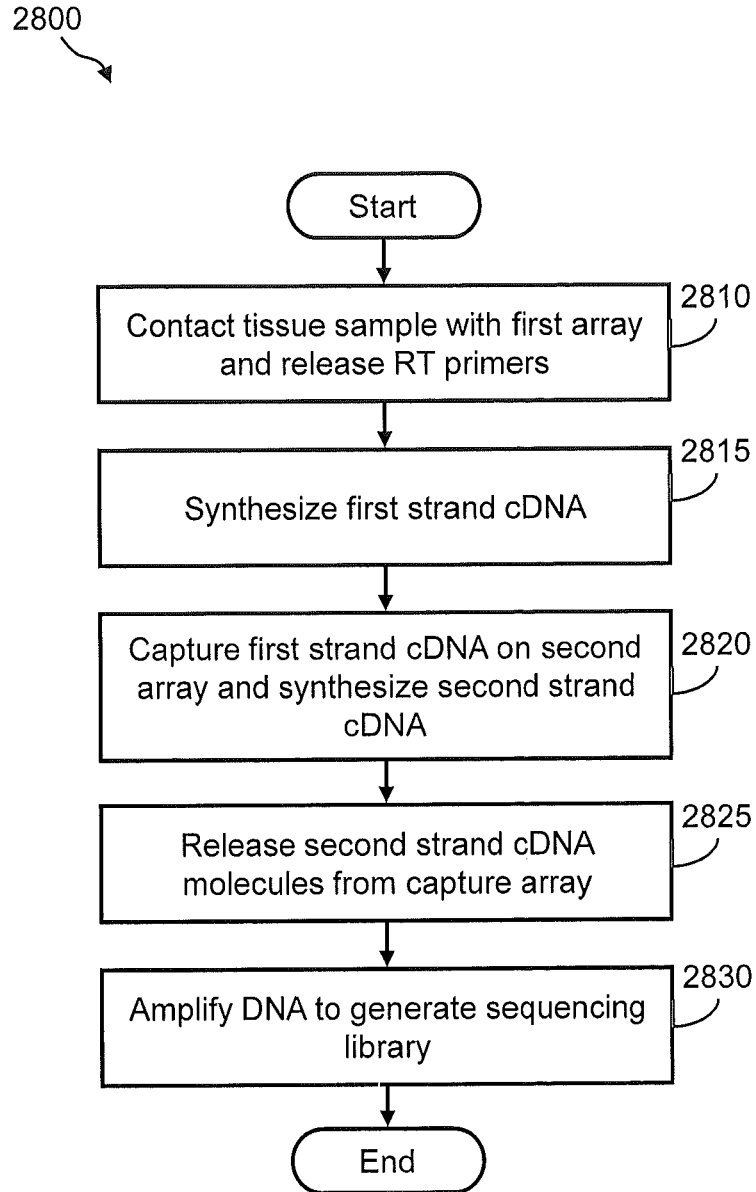 2800
Start
2810
Contact tissue sample with first array
and release RT primers
2815
Synthesize first strand cDNA
2820
Capture first strand cDNA on second
array and synthesize second strand
cDNA
2825
Release second strand cDNA
molecules from capture array
2830
Amplify DNA to generate sequencing
library
End